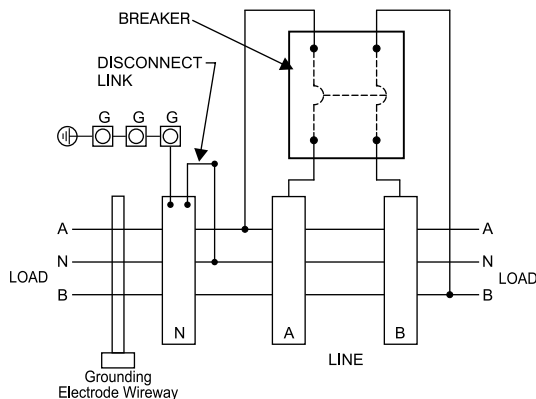 BREAKER
DISCONNECT
LINK
G G G
A A
N N
LOAD LOAD
B B
N A B
LINE
Grounding
Electrode Wireway